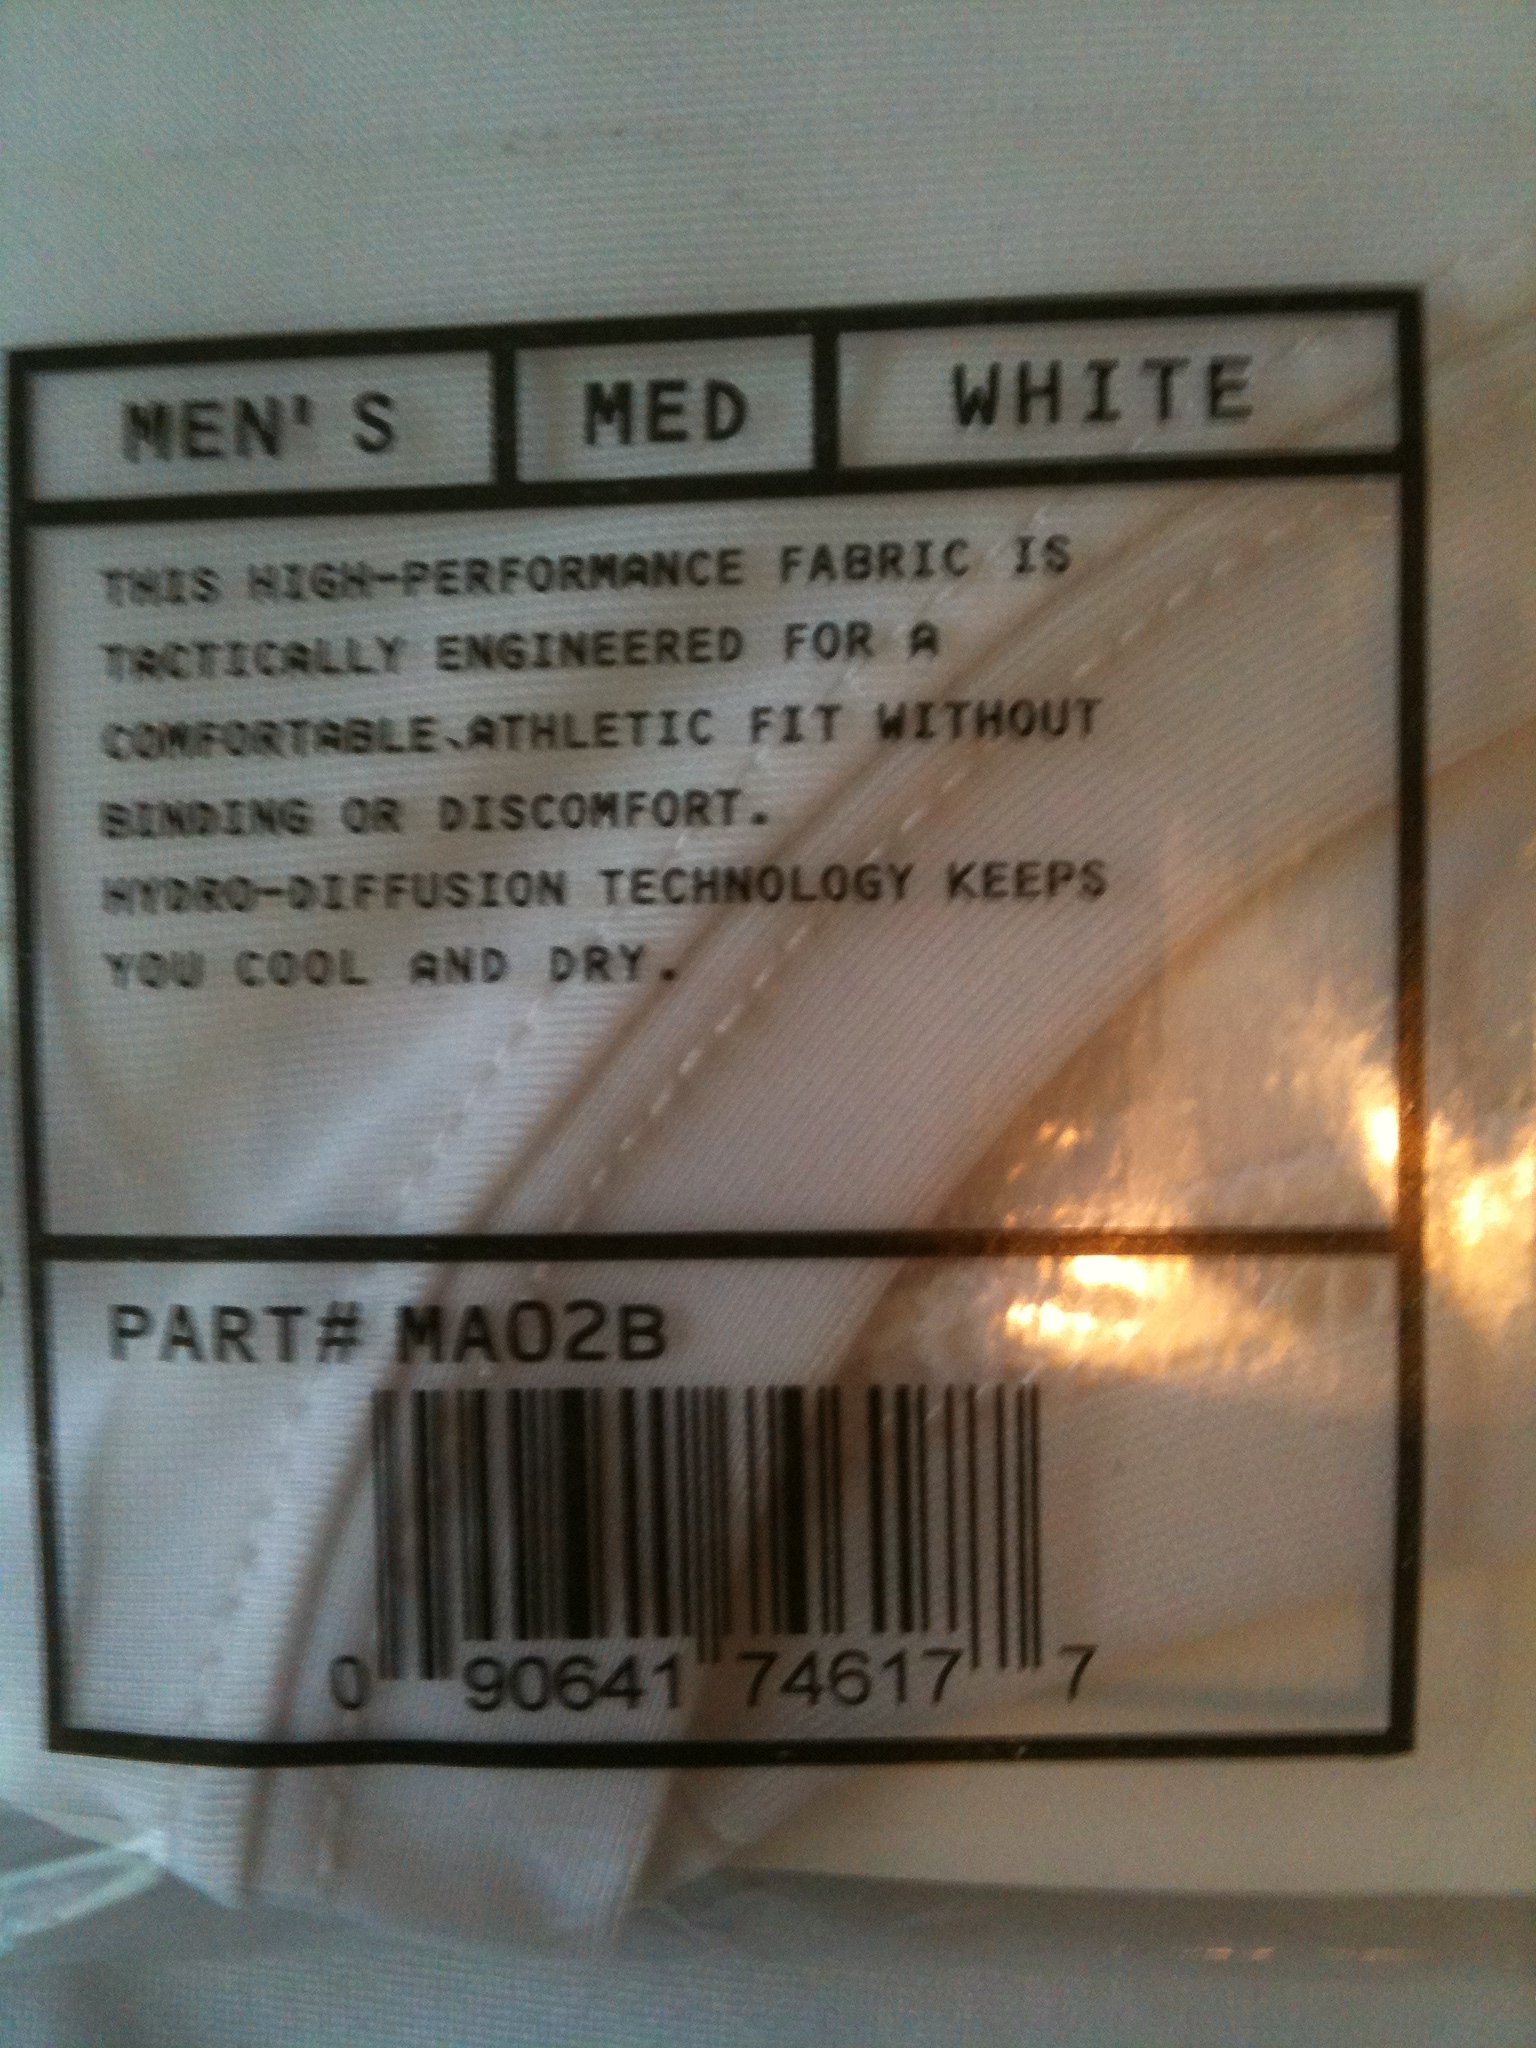 MEN'S MED WHITE
THIS HIGH-PERFORMANCE FABRIC IS
TACTICALLY ENGINEERED FOR A
COMFORTABLE, ATHLETIC FIT WITHOUT
BINDING OR DISCOMFORT.
HYDRO-DIFFUSION TECHNOLOGY KEEPS
YOU COOL AND DRY.
PART# MA02B
0 90641 74617 7